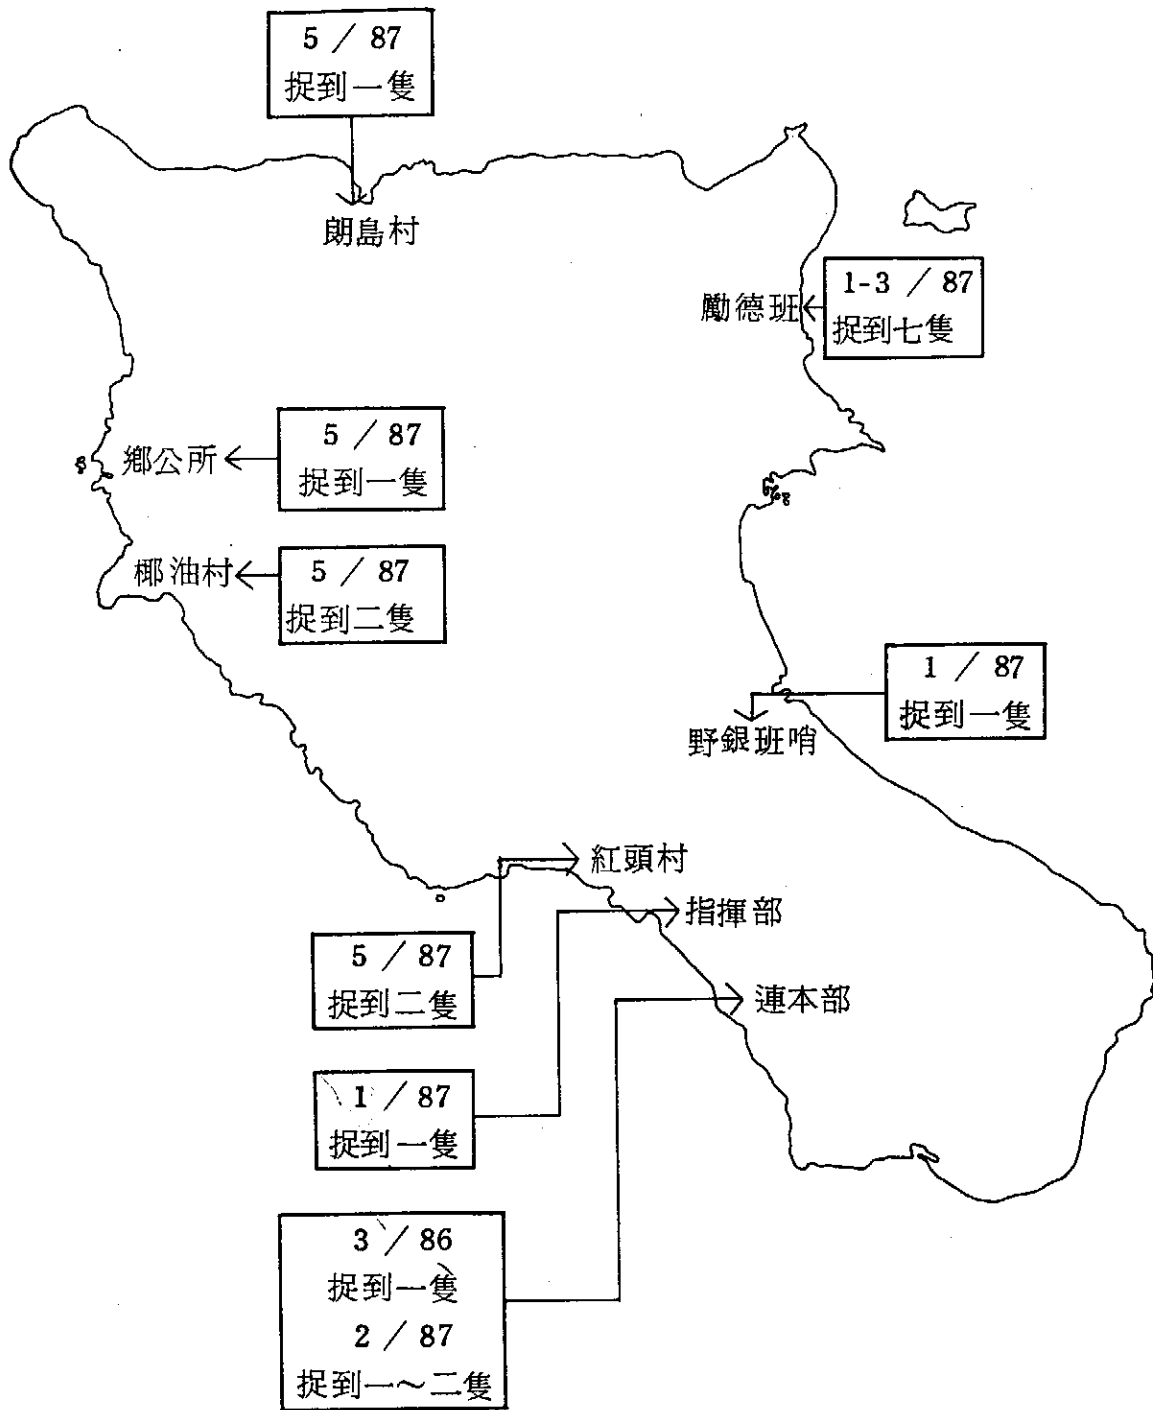 5 / 87
捉到一隻
朗島村
勵德班
1-3 / 87
捉到七隻
鄉公所
5 / 87
捉到一隻
椰油村
5 / 87
捉到二隻
1 / 87
捉到一隻
野銀班哨
紅頭村
指揮部
5 / 87
捉到二隻
連本部
1 / 87
捉到一隻
3 / 86
捉到一隻
2 / 87
捉到一～二隻